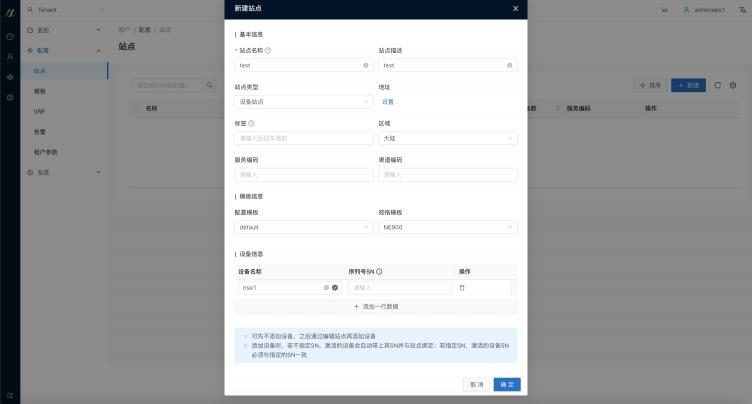 Tenant
adminops1
监控
配置
站点
模板
VRF
告警
租户参数
系统
租户 / 配置 / 站点
站点
排序
新建
名称
服务编码
操作
新建站点
基本信息
* 站点名称
站点描述
test
test
站点类型
地址
设备站点
设置
标签
区域
请输入后回车添加
大陆
服务编码
渠道编码
请输入
请输入
模板信息
配置模板
规格模板
default
NE900
设备信息
设备名称
序列号SN
操作
nse1
请输入
+ 添加一行数据
可先不添加设备，之后通过编辑站点再添加设备
添加设备时，若不指定SN，激活的设备会自动带上其SN并与站点绑定；若指定SN，激活的设备SN
必须与指定的SN一致
取 消
确 定